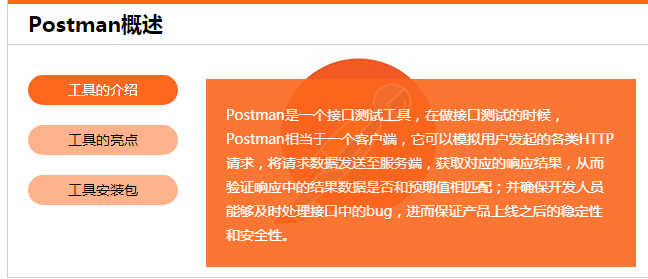 Postman概述
工具的介绍
工具的亮点
工具安装包
Postman是一个接口测试工具，在做接口测试的时候，
Postman相当于一个客户端，它可以模拟用户发起的各类HTTP
请求，将请求数据发送至服务端，获取对应的响应结果，从而
验证响应中的结果数据是否和预期值相匹配；并确保开发人员
能够及时处理接口中的bug，进而保证产品上线之后的稳定性
和安全性。